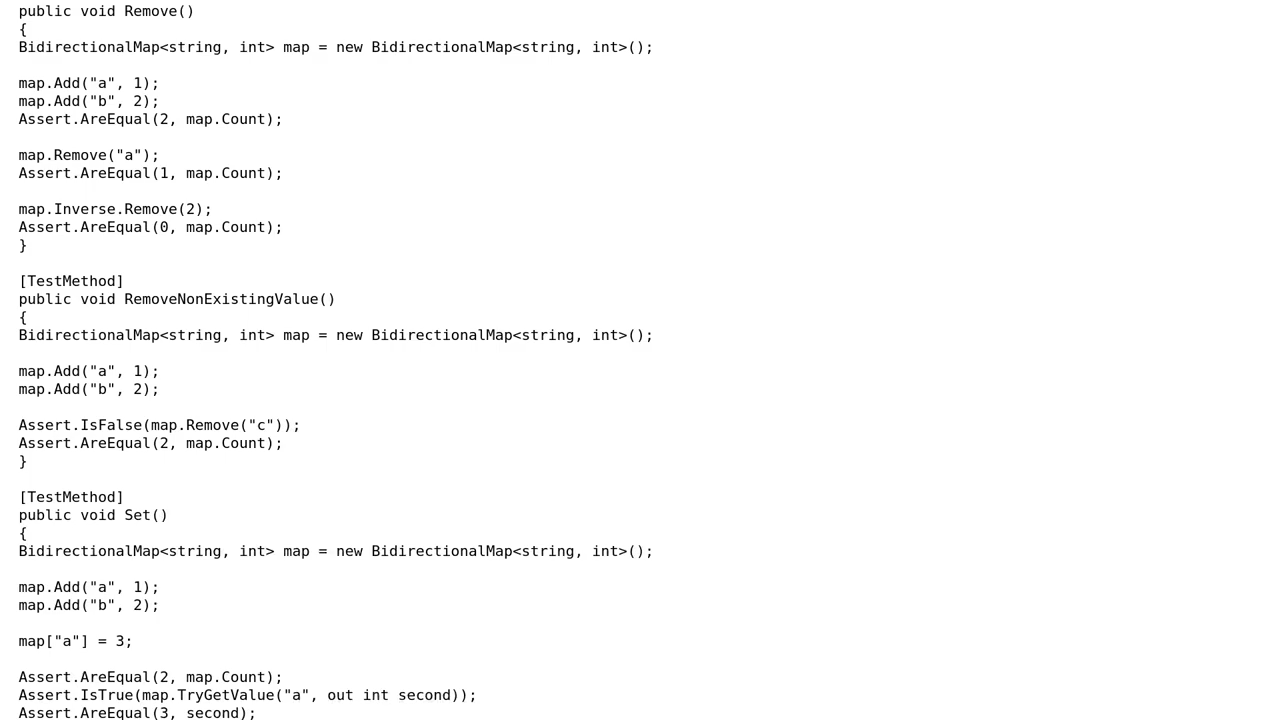 public void Remove()
{
BidirectionalMap<string, int> map = new BidirectionalMap<string, int>();

map.Add("a", 1);
map.Add("b", 2);
Assert.AreEqual(2, map.Count);

map.Remove("a");
Assert.AreEqual(1, map.Count);

map.Inverse.Remove(2);
Assert.AreEqual(0, map.Count);
}

[TestMethod]
public void RemoveNonExistingValue()
{
BidirectionalMap<string, int> map = new BidirectionalMap<string, int>();

map.Add("a", 1);
map.Add("b", 2);

Assert.IsFalse(map.Remove("c"));
Assert.AreEqual(2, map.Count);
}

[TestMethod]
public void Set()
{
BidirectionalMap<string, int> map = new BidirectionalMap<string, int>();

map.Add("a", 1);
map.Add("b", 2);

map["a"] = 3;

Assert.AreEqual(2, map.Count);
Assert.IsTrue(map.TryGetValue("a", out int second));
Assert.AreEqual(3, second);